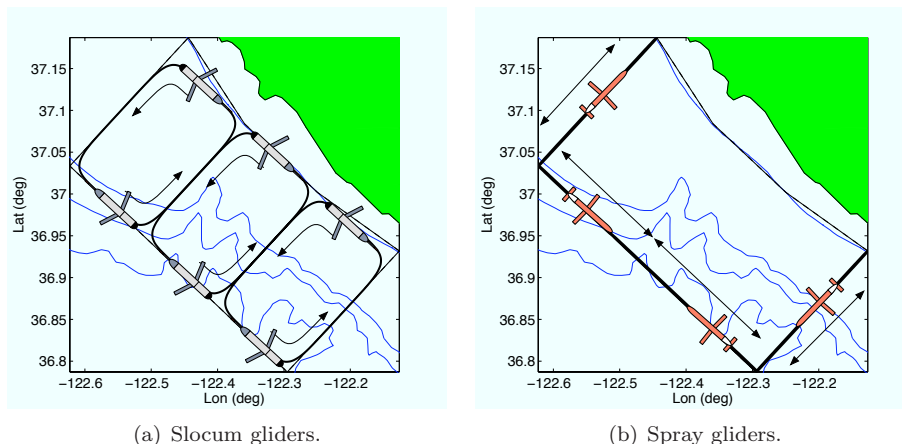 37.15
37.1
37.05
37
36.95
36.9
36.85
36.8
Lat (deg)
−122.6 −122.5 −122.4 −122.3 −122.2
Lon (deg)
(a) Slocum gliders.
37.15
37.1
37.05
37
36.95
36.9
36.85
36.8
Lat (deg)
−122.6 −122.5 −122.4 −122.3 −122.2
Lon (deg)
(b) Spray gliders.